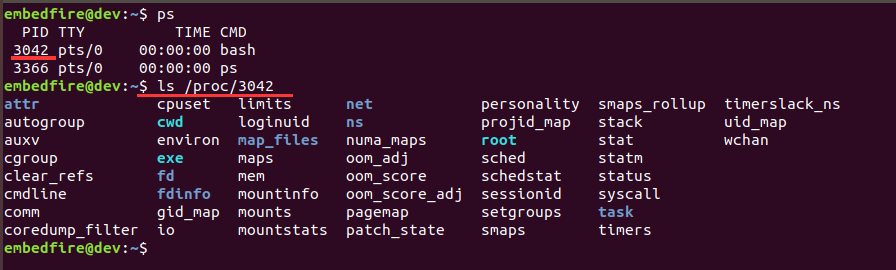 embedfire@dev:~$ ps
  PID TTY          TIME CMD
 3042 pts/0    00:00:00 bash
 3366 pts/0    00:00:00 ps
embedfire@dev:~$ ls /proc/3042
attr             cpuset   limits      net            personality  smaps_rollup  timerslack_ns
autogroup        cwd      loginuid    ns             projid_map   stack         uid_map
auxv             environ  map_files   numa_maps      root         stat          wchan
cgroup           exe      maps        oom_adj        sched        statm
clear_refs       fd       mem         oom_score      schedstat    status
cmdline          fdinfo   mountinfo   oom_score_adj  sessionid    syscall
comm             gid_map  mounts      pagemap        setgroups    task
coredump_filter  io       mountstats  patch_state    smaps        timers
embedfire@dev:~$